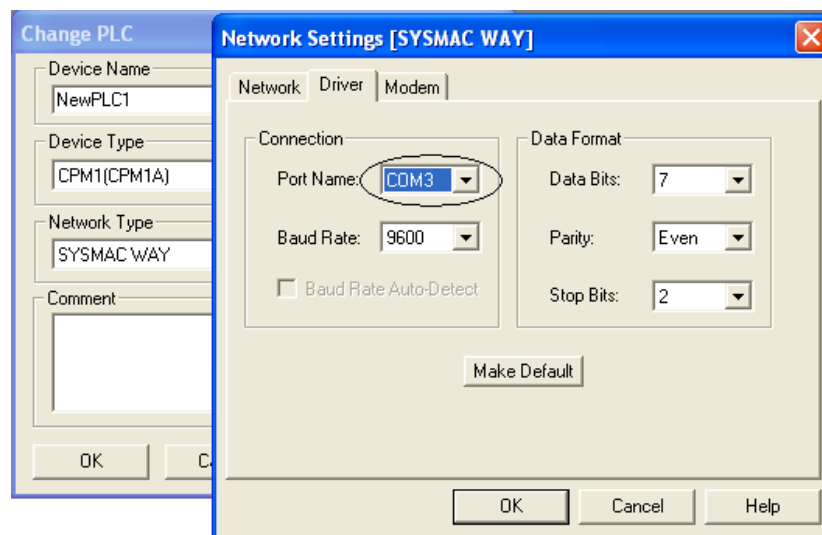 Change PLC
Device Name
NewPLC1
Device Type
CPM1(CPM1A)
Network Type
SYSMAC WAY
Comment
OK
Network Settings [SYSMAC WAY]
Network Driver Modem
Connection
Port Name: COM3
Baud Rate: 9600
Baud Rate Auto-Detect
Data Format
Data Bits: 7
Parity: Even
Stop Bits: 2
Make Default
OK Cancel Help